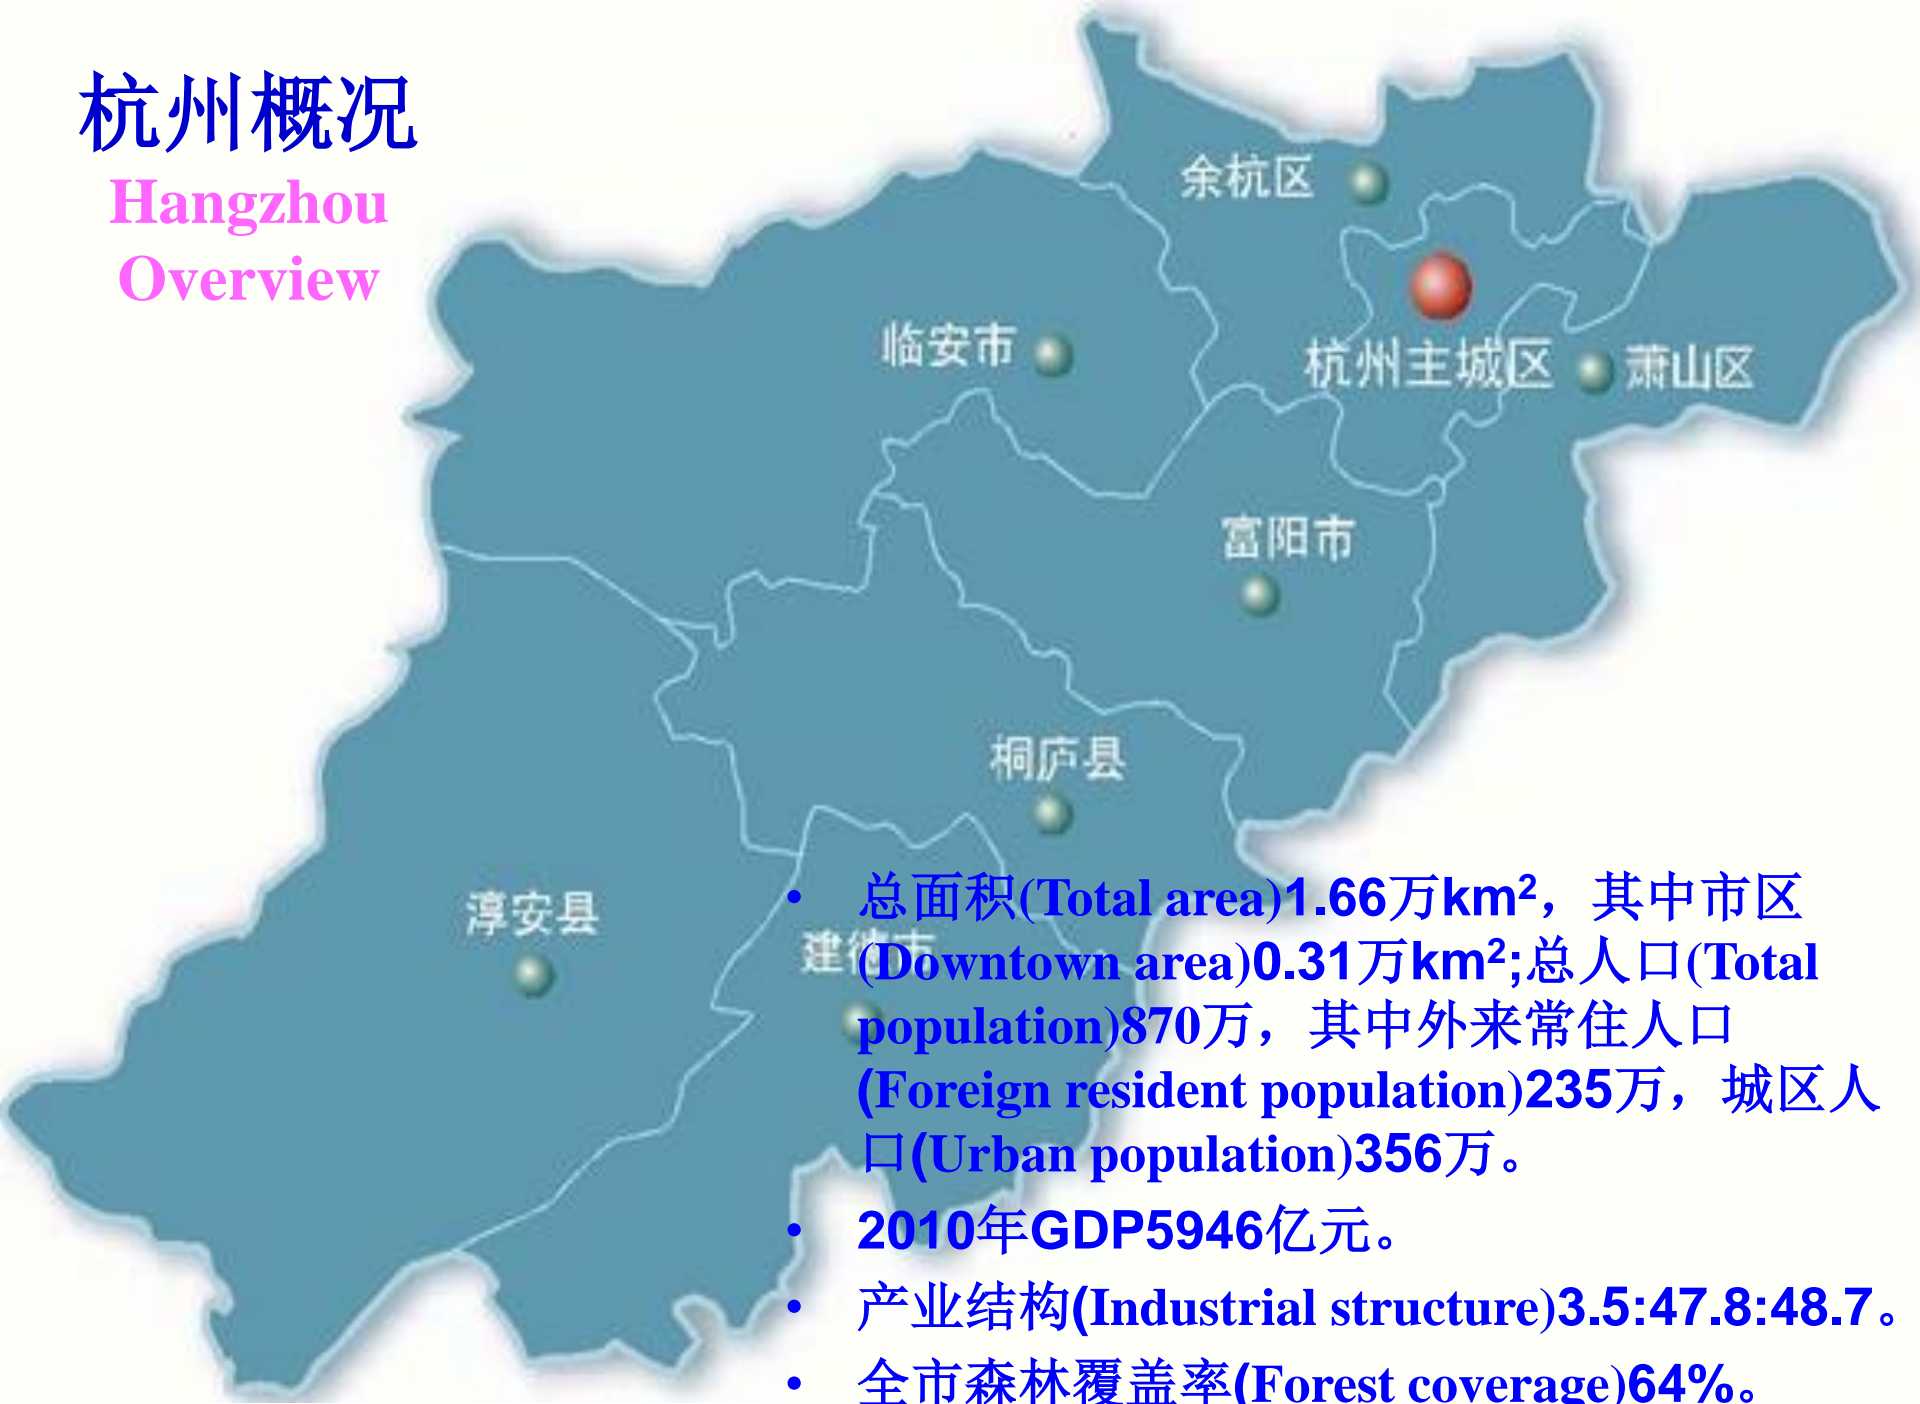 杭州概况
Hangzhou
Overview
余杭区
临安市
杭州主城区
萧山区
富阳市
桐庐县
淳安县
建德市
• 总面积(Total area)1.66万km²，其中市区
(Downtown area)0.31万km²;总人口(Total
population)870万，其中外来常住人口
(Foreign resident population)235万，城区人
口(Urban population)356万。
• 2010年GDP5946亿元。
• 产业结构(Industrial structure)3.5:47.8:48.7。
• 全市森林覆盖率(Forest coverage)64%。